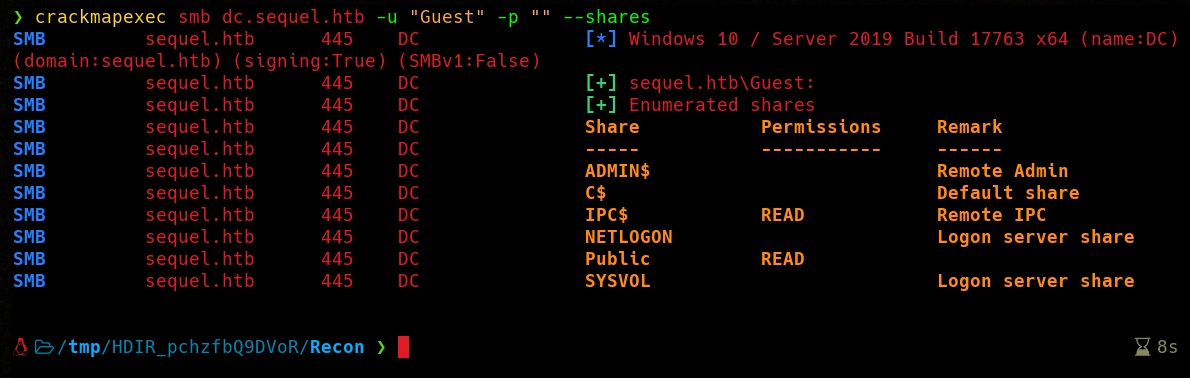 ❯ crackmapexec smb dc.sequel.htb -u "Guest" -p "" --shares
SMB sequel.htb 445 DC [*] Windows 10 / Server 2019 Build 17763 x64 (name:DC)
(domain:sequel.htb) (signing:True) (SMBv1:False)
SMB sequel.htb 445 DC [+] sequel.htb\Guest:
SMB sequel.htb 445 DC [+] Enumerated shares
SMB sequel.htb 445 DC Share Permissions Remark
SMB sequel.htb 445 DC ----- ----------- ------
SMB sequel.htb 445 DC ADMIN$ Remote Admin
SMB sequel.htb 445 DC C$ Default share
SMB sequel.htb 445 DC IPC$ READ Remote IPC
SMB sequel.htb 445 DC NETLOGON Logon server share
SMB sequel.htb 445 DC Public READ
SMB sequel.htb 445 DC SYSVOL Logon server share
/tmp/HDIR_pchzfbQ9DVoR/Recon ❯ 8s